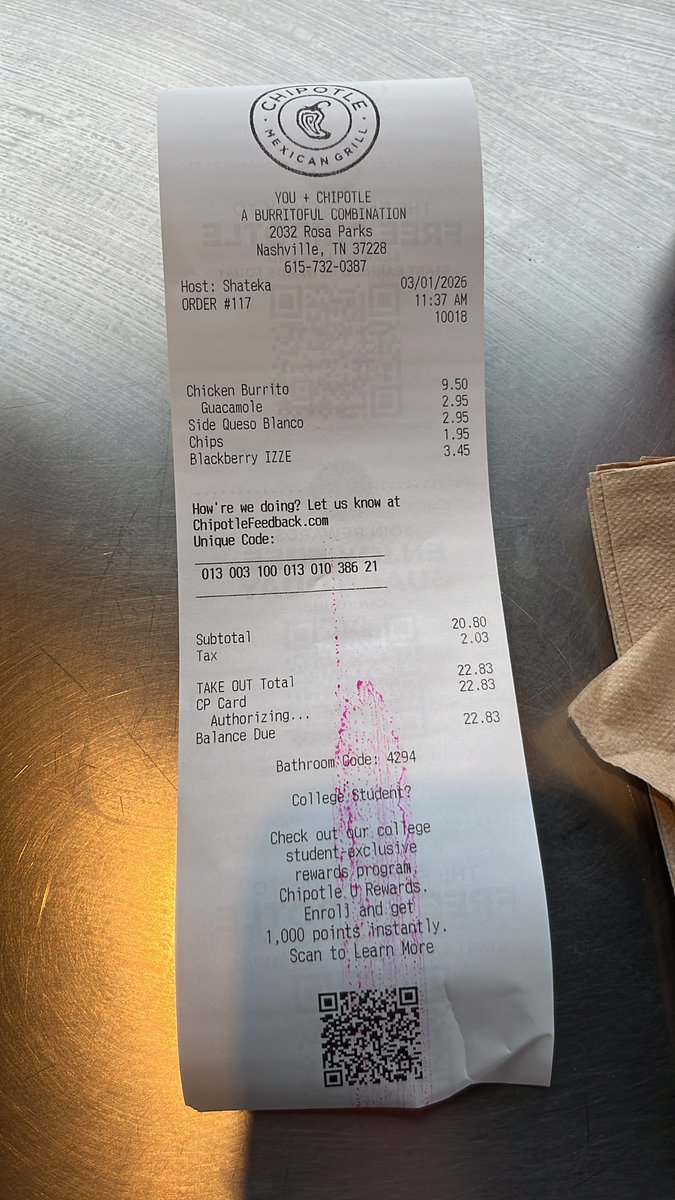 CHIPOTLE
MEXICAN GRILL
YOU + CHIPOTLE
A BURRITOFUL COMBINATION
2032 Rosa Parks
Nashville, TN 37228
615-732-0387
Host: Shateka 03/01/2026
ORDER #117 11:37 AM
10018
Chicken Burrito 9.50
Guacamole 2.95
Side Queso Blanco 2.95
Chips 1.95
Blackberry IZZE 3.45
How're we doing? Let us know at
ChipotleFeedback.com
Unique Code:
013 003 100 013 010 386 21
Subtotal 20.80
Tax 2.03
TAKE OUT Total 22.83
CP Card 22.83
Authorizing...
Balance Due 22.83
Bathroom Code: 4294
College Student?
Check out our college
student-exclusive
rewards program,
Chipotle U Rewards.
Enroll and get
1,000 points instantly.
Scan to Learn More